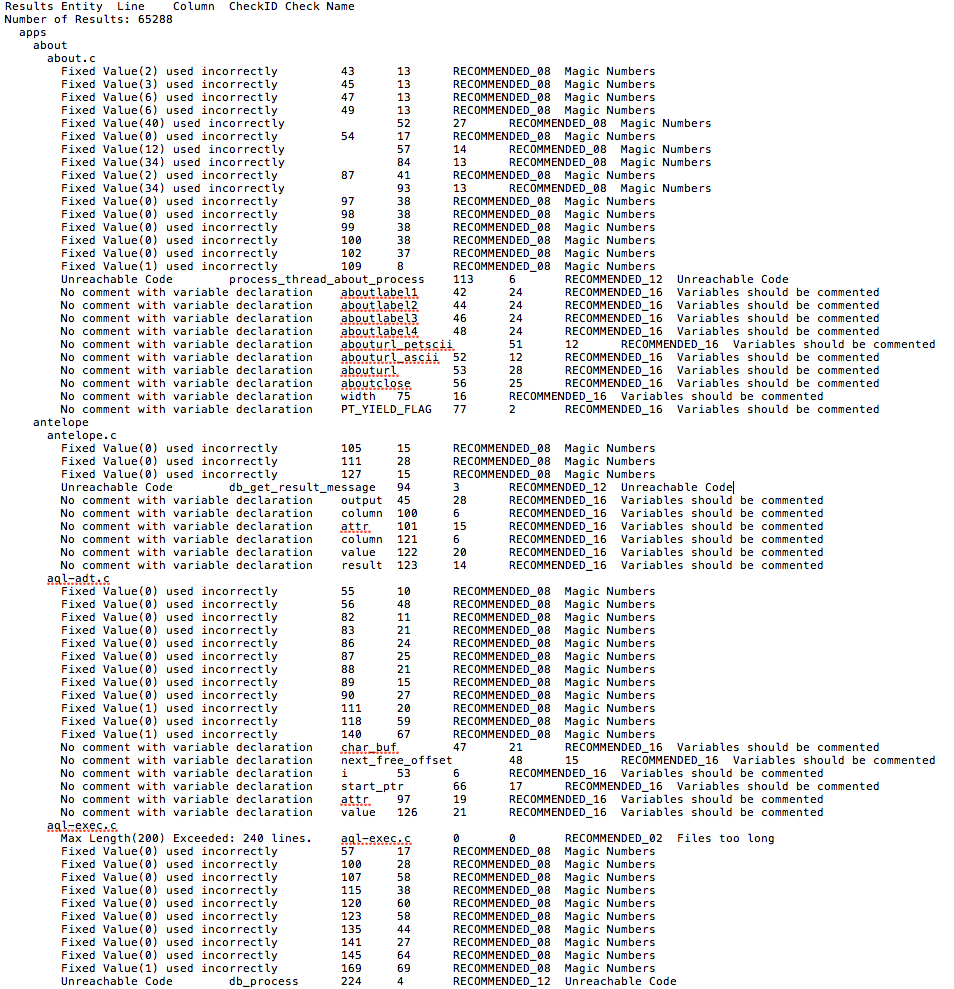 Results Entity Line Column CheckID Check Name
Number of Results: 65288
apps
about
about.c
Fixed Value(2) used incorrectly 43 13 RECOMMENDED_08 Magic Numbers
Fixed Value(3) used incorrectly 45 13 RECOMMENDED_08 Magic Numbers
Fixed Value(6) used incorrectly 47 13 RECOMMENDED_08 Magic Numbers
Fixed Value(6) used incorrectly 49 13 RECOMMENDED_08 Magic Numbers
Fixed Value(40) used incorrectly 52 27 RECOMMENDED_08 Magic Numbers
Fixed Value(0) used incorrectly 54 17 RECOMMENDED_08 Magic Numbers
Fixed Value(12) used incorrectly 57 14 RECOMMENDED_08 Magic Numbers
Fixed Value(34) used incorrectly 84 13 RECOMMENDED_08 Magic Numbers
Fixed Value(2) used incorrectly 87 41 RECOMMENDED_08 Magic Numbers
Fixed Value(34) used incorrectly 93 13 RECOMMENDED_08 Magic Numbers
Fixed Value(0) used incorrectly 97 38 RECOMMENDED_08 Magic Numbers
Fixed Value(0) used incorrectly 98 38 RECOMMENDED_08 Magic Numbers
Fixed Value(0) used incorrectly 99 38 RECOMMENDED_08 Magic Numbers
Fixed Value(0) used incorrectly 100 38 RECOMMENDED_08 Magic Numbers
Fixed Value(0) used incorrectly 102 37 RECOMMENDED_08 Magic Numbers
Fixed Value(1) used incorrectly 109 8 RECOMMENDED_08 Magic Numbers
Unreachable Code process_thread_about_process 113 6 RECOMMENDED_12 Unreachable Code
No comment with variable declaration aboutlabel1 42 24 RECOMMENDED_16 Variables should be commented
No comment with variable declaration aboutlabel2 44 24 RECOMMENDED_16 Variables should be commented
No comment with variable declaration aboutlabel3 46 24 RECOMMENDED_16 Variables should be commented
No comment with variable declaration aboutlabel4 48 24 RECOMMENDED_16 Variables should be commented
No comment with variable declaration abouturl_petscii 51 12 RECOMMENDED_16 Variables should be commented
No comment with variable declaration abouturl_ascii 52 12 RECOMMENDED_16 Variables should be commented
No comment with variable declaration abouturl 53 28 RECOMMENDED_16 Variables should be commented
No comment with variable declaration aboutclose 56 25 RECOMMENDED_16 Variables should be commented
No comment with variable declaration width 75 16 RECOMMENDED_16 Variables should be commented
No comment with variable declaration PT_YIELD_FLAG 77 2 RECOMMENDED_16 Variables should be commented
antelope
antelope.c
Fixed Value(0) used incorrectly 105 15 RECOMMENDED_08 Magic Numbers
Fixed Value(0) used incorrectly 111 28 RECOMMENDED_08 Magic Numbers
Fixed Value(0) used incorrectly 127 15 RECOMMENDED_08 Magic Numbers
Unreachable Code db_get_result_message 94 3 RECOMMENDED_12 Unreachable Code
No comment with variable declaration output 45 28 RECOMMENDED_16 Variables should be commented
No comment with variable declaration column 100 6 RECOMMENDED_16 Variables should be commented
No comment with variable declaration attr 101 15 RECOMMENDED_16 Variables should be commented
No comment with variable declaration column 121 6 RECOMMENDED_16 Variables should be commented
No comment with variable declaration value 122 20 RECOMMENDED_16 Variables should be commented
No comment with variable declaration result 123 14 RECOMMENDED_16 Variables should be commented
aql-adt.c
Fixed Value(0) used incorrectly 55 10 RECOMMENDED_08 Magic Numbers
Fixed Value(0) used incorrectly 56 48 RECOMMENDED_08 Magic Numbers
Fixed Value(0) used incorrectly 82 11 RECOMMENDED_08 Magic Numbers
Fixed Value(0) used incorrectly 83 21 RECOMMENDED_08 Magic Numbers
Fixed Value(0) used incorrectly 86 24 RECOMMENDED_08 Magic Numbers
Fixed Value(0) used incorrectly 87 25 RECOMMENDED_08 Magic Numbers
Fixed Value(0) used incorrectly 88 21 RECOMMENDED_08 Magic Numbers
Fixed Value(0) used incorrectly 89 15 RECOMMENDED_08 Magic Numbers
Fixed Value(0) used incorrectly 90 27 RECOMMENDED_08 Magic Numbers
Fixed Value(1) used incorrectly 111 20 RECOMMENDED_08 Magic Numbers
Fixed Value(0) used incorrectly 118 59 RECOMMENDED_08 Magic Numbers
Fixed Value(1) used incorrectly 140 67 RECOMMENDED_08 Magic Numbers
No comment with variable declaration char_buf 47 21 RECOMMENDED_16 Variables should be commented
No comment with variable declaration next_free_offset 48 15 RECOMMENDED_16 Variables should be commented
No comment with variable declaration i 53 6 RECOMMENDED_16 Variables should be commented
No comment with variable declaration start_ptr 66 17 RECOMMENDED_16 Variables should be commented
No comment with variable declaration attr 97 19 RECOMMENDED_16 Variables should be commented
No comment with variable declaration value 126 21 RECOMMENDED_16 Variables should be commented
aql-exec.c
Max Length(200) Exceeded: 240 lines. aql-exec.c 0 0 RECOMMENDED_02 Files too long
Fixed Value(0) used incorrectly 57 17 RECOMMENDED_08 Magic Numbers
Fixed Value(0) used incorrectly 100 28 RECOMMENDED_08 Magic Numbers
Fixed Value(0) used incorrectly 107 58 RECOMMENDED_08 Magic Numbers
Fixed Value(0) used incorrectly 115 38 RECOMMENDED_08 Magic Numbers
Fixed Value(0) used incorrectly 120 60 RECOMMENDED_08 Magic Numbers
Fixed Value(0) used incorrectly 123 58 RECOMMENDED_08 Magic Numbers
Fixed Value(0) used incorrectly 135 44 RECOMMENDED_08 Magic Numbers
Fixed Value(0) used incorrectly 141 27 RECOMMENDED_08 Magic Numbers
Fixed Value(0) used incorrectly 145 64 RECOMMENDED_08 Magic Numbers
Fixed Value(1) used incorrectly 169 69 RECOMMENDED_08 Magic Numbers
Unreachable Code db_process 224 4 RECOMMENDED_12 Unreachable Code